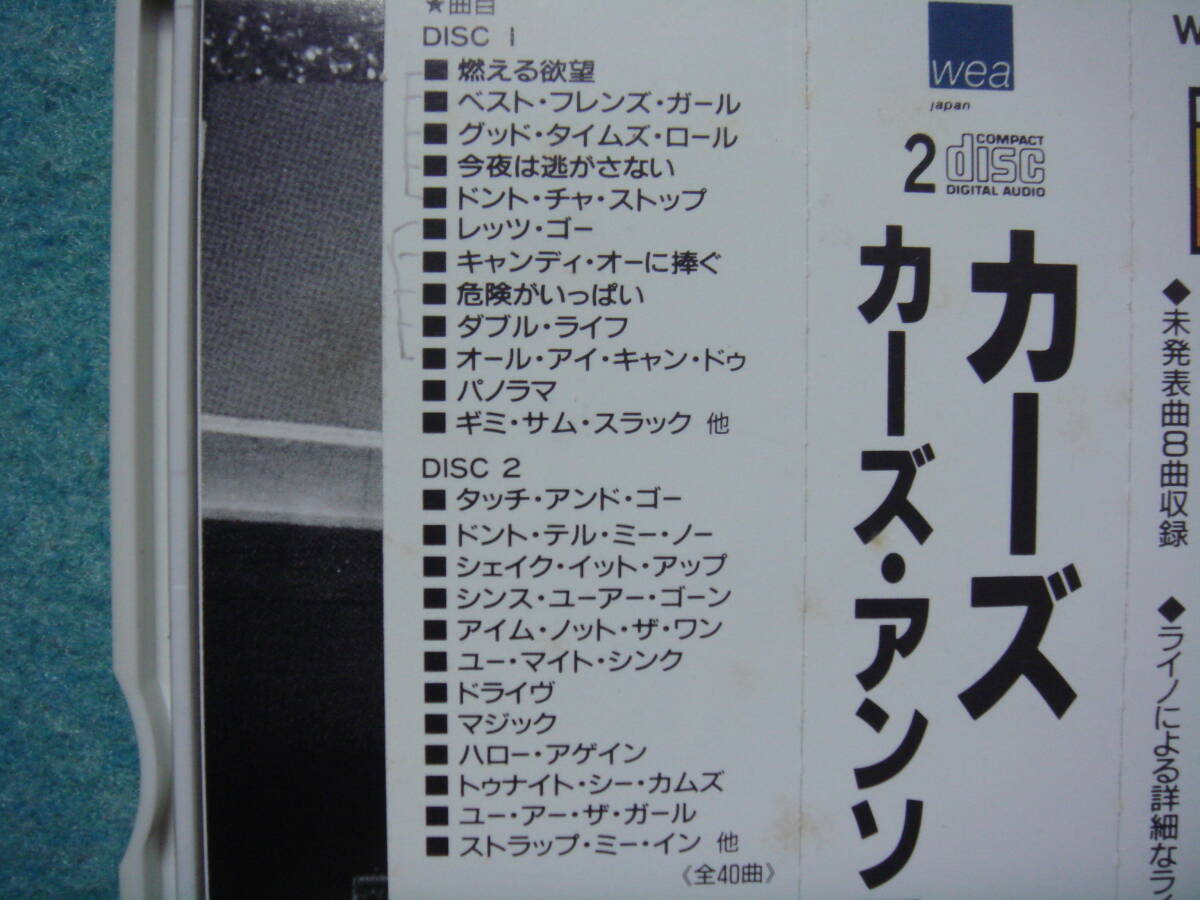 ★曲目
DISC 1
■ 燃える欲望
■ ベスト・フレンズ・ガール
■ グッド・タイムズ・ロール
■ 今夜は逃がさない
■ ドント・チャ・ストップ
■ レッツ・ゴー
■ キャンディ・オーに捧ぐ
■ 危険がいっぱい
■ ダブル・ライフ
■ オール・アイ・キャン・ドゥ
■ パノラマ
■ ギミ・サム・スラック 他
DISC 2
■ タッチ・アンド・ゴー
■ ドント・テル・ミー・ノー
■ シェイク・イット・アップ
■ シンス・ユーアー・ゴーン
■ アイム・ノット・ザ・ワン
■ ユー・マイト・シンク
■ ドライヴ
■ マジック
■ ハロー・アゲイン
■ トゥナイト・シー・カムズ
■ ユー・アー・ザ・ガール
■ ストラップ・ミー・イン 他
《全40曲》
wea
japan
2
COMPACT
disc
DIGITAL AUDIO
カーズ
カーズ・アンソ
W
◆未発表曲8曲収録
◆ライノによる詳細なラ